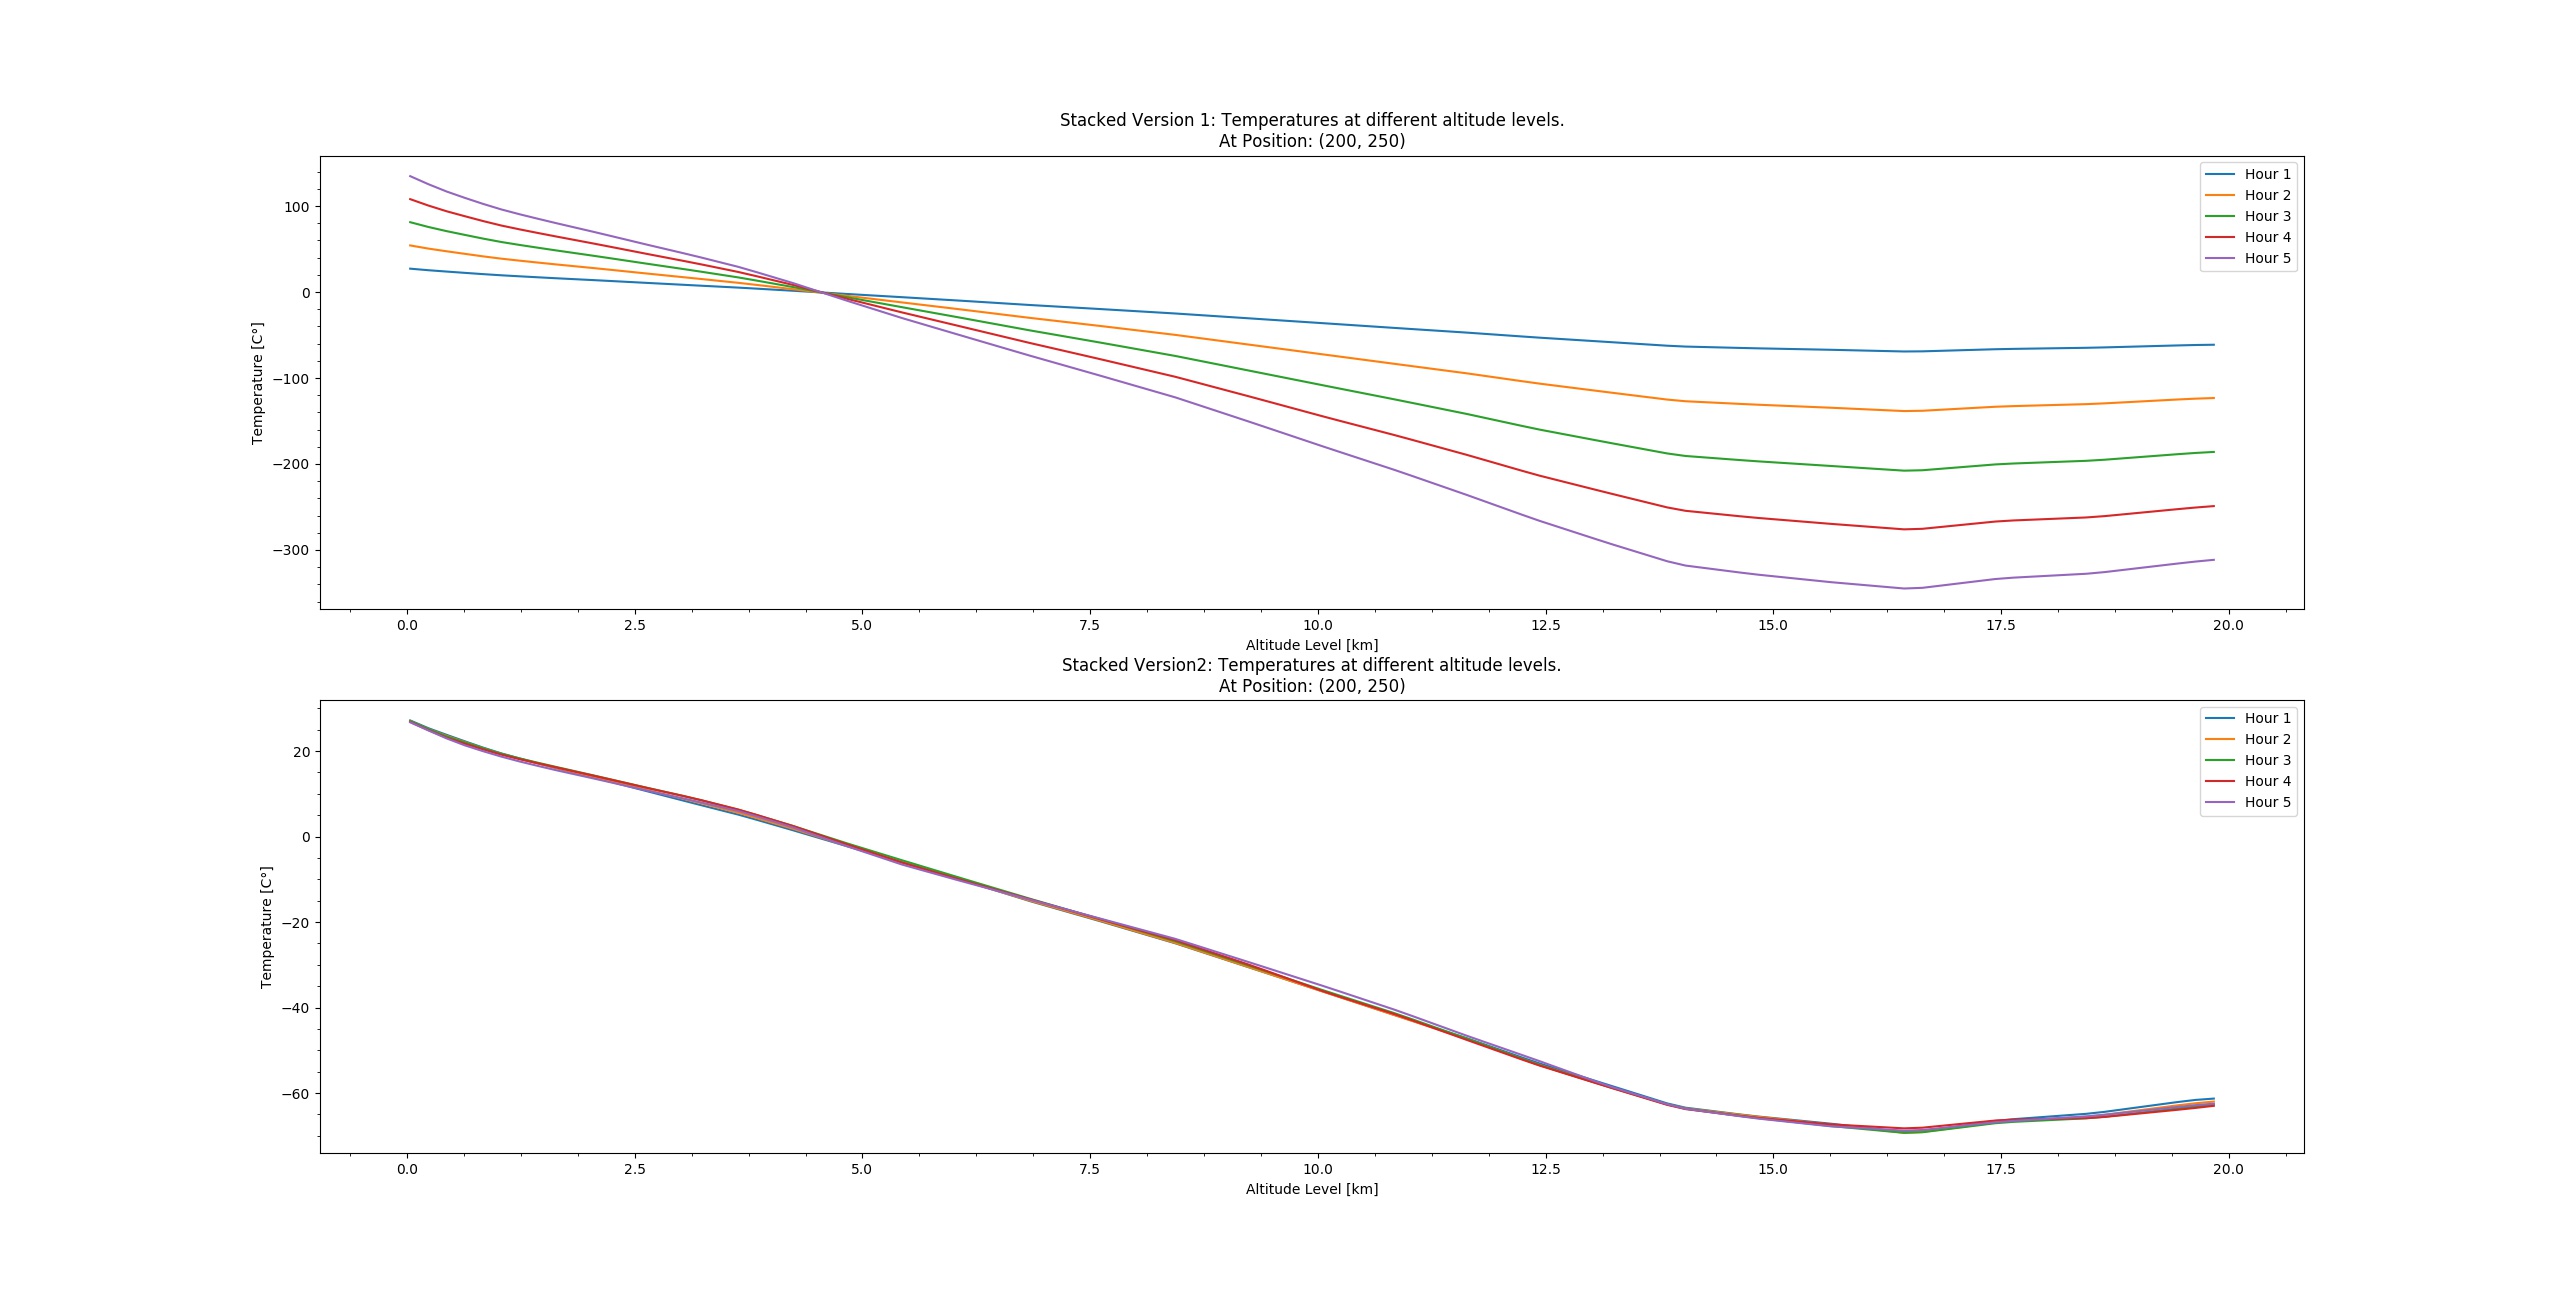 Stacked Version 1: Temperatures at different altitude levels.
At Position: (200, 250)
Temperature [C°]
100
0
−100
−200
−300
Hour 1
Hour 2
Hour 3
Hour 4
Hour 5
0.0 2.5 5.0 7.5 10.0 12.5 15.0 17.5 20.0
Altitude Level [km]
Stacked Version2: Temperatures at different altitude levels.
At Position: (200, 250)
Temperature [C°]
20
0
−20
−40
−60
Hour 1
Hour 2
Hour 3
Hour 4
Hour 5
0.0 2.5 5.0 7.5 10.0 12.5 15.0 17.5 20.0
Altitude Level [km]